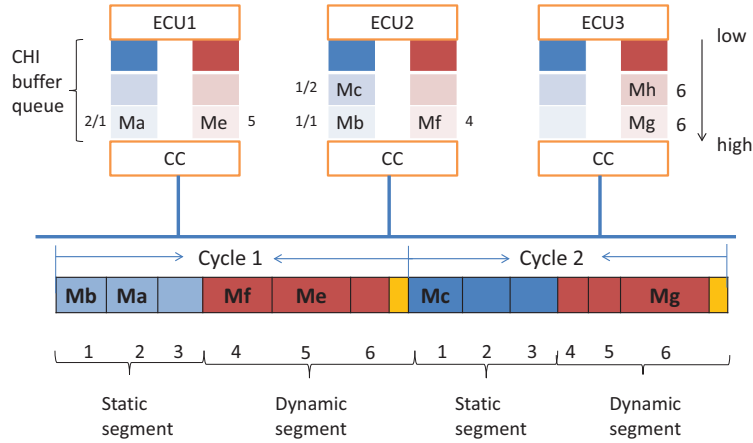 ECU1 ECU2 ECU3
low
CHI
buffer
queue
1/2 Mc Mh 6
2/1 Ma Me 5 1/1 Mb Mf 4 Mg 6
high
CC CC CC
Cycle 1 Cycle 2
Mb Ma Mf Me Mc Mg
1 2 3 4 5 6 1 2 3 4 5 6
Static segment
Dynamic segment
Static segment
Dynamic segment